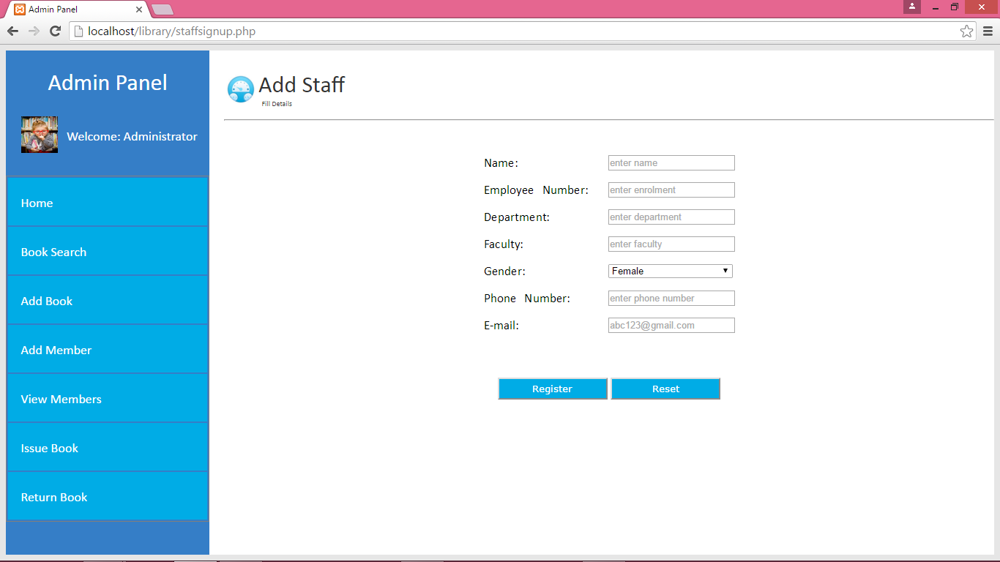 Admin Panel
localhost/library/staffsignup.php
Admin Panel
Welcome: Administrator
Home
Book Search
Add Book
Add Member
View Members
Issue Book
Return Book
Add Staff
Fill Details
Name: enter name
Employee Number: enter enrolment
Department: enter department
Faculty: enter faculty
Gender: Female
Phone Number: enter phone number
E-mail: abc123@gmail.com
Register Reset